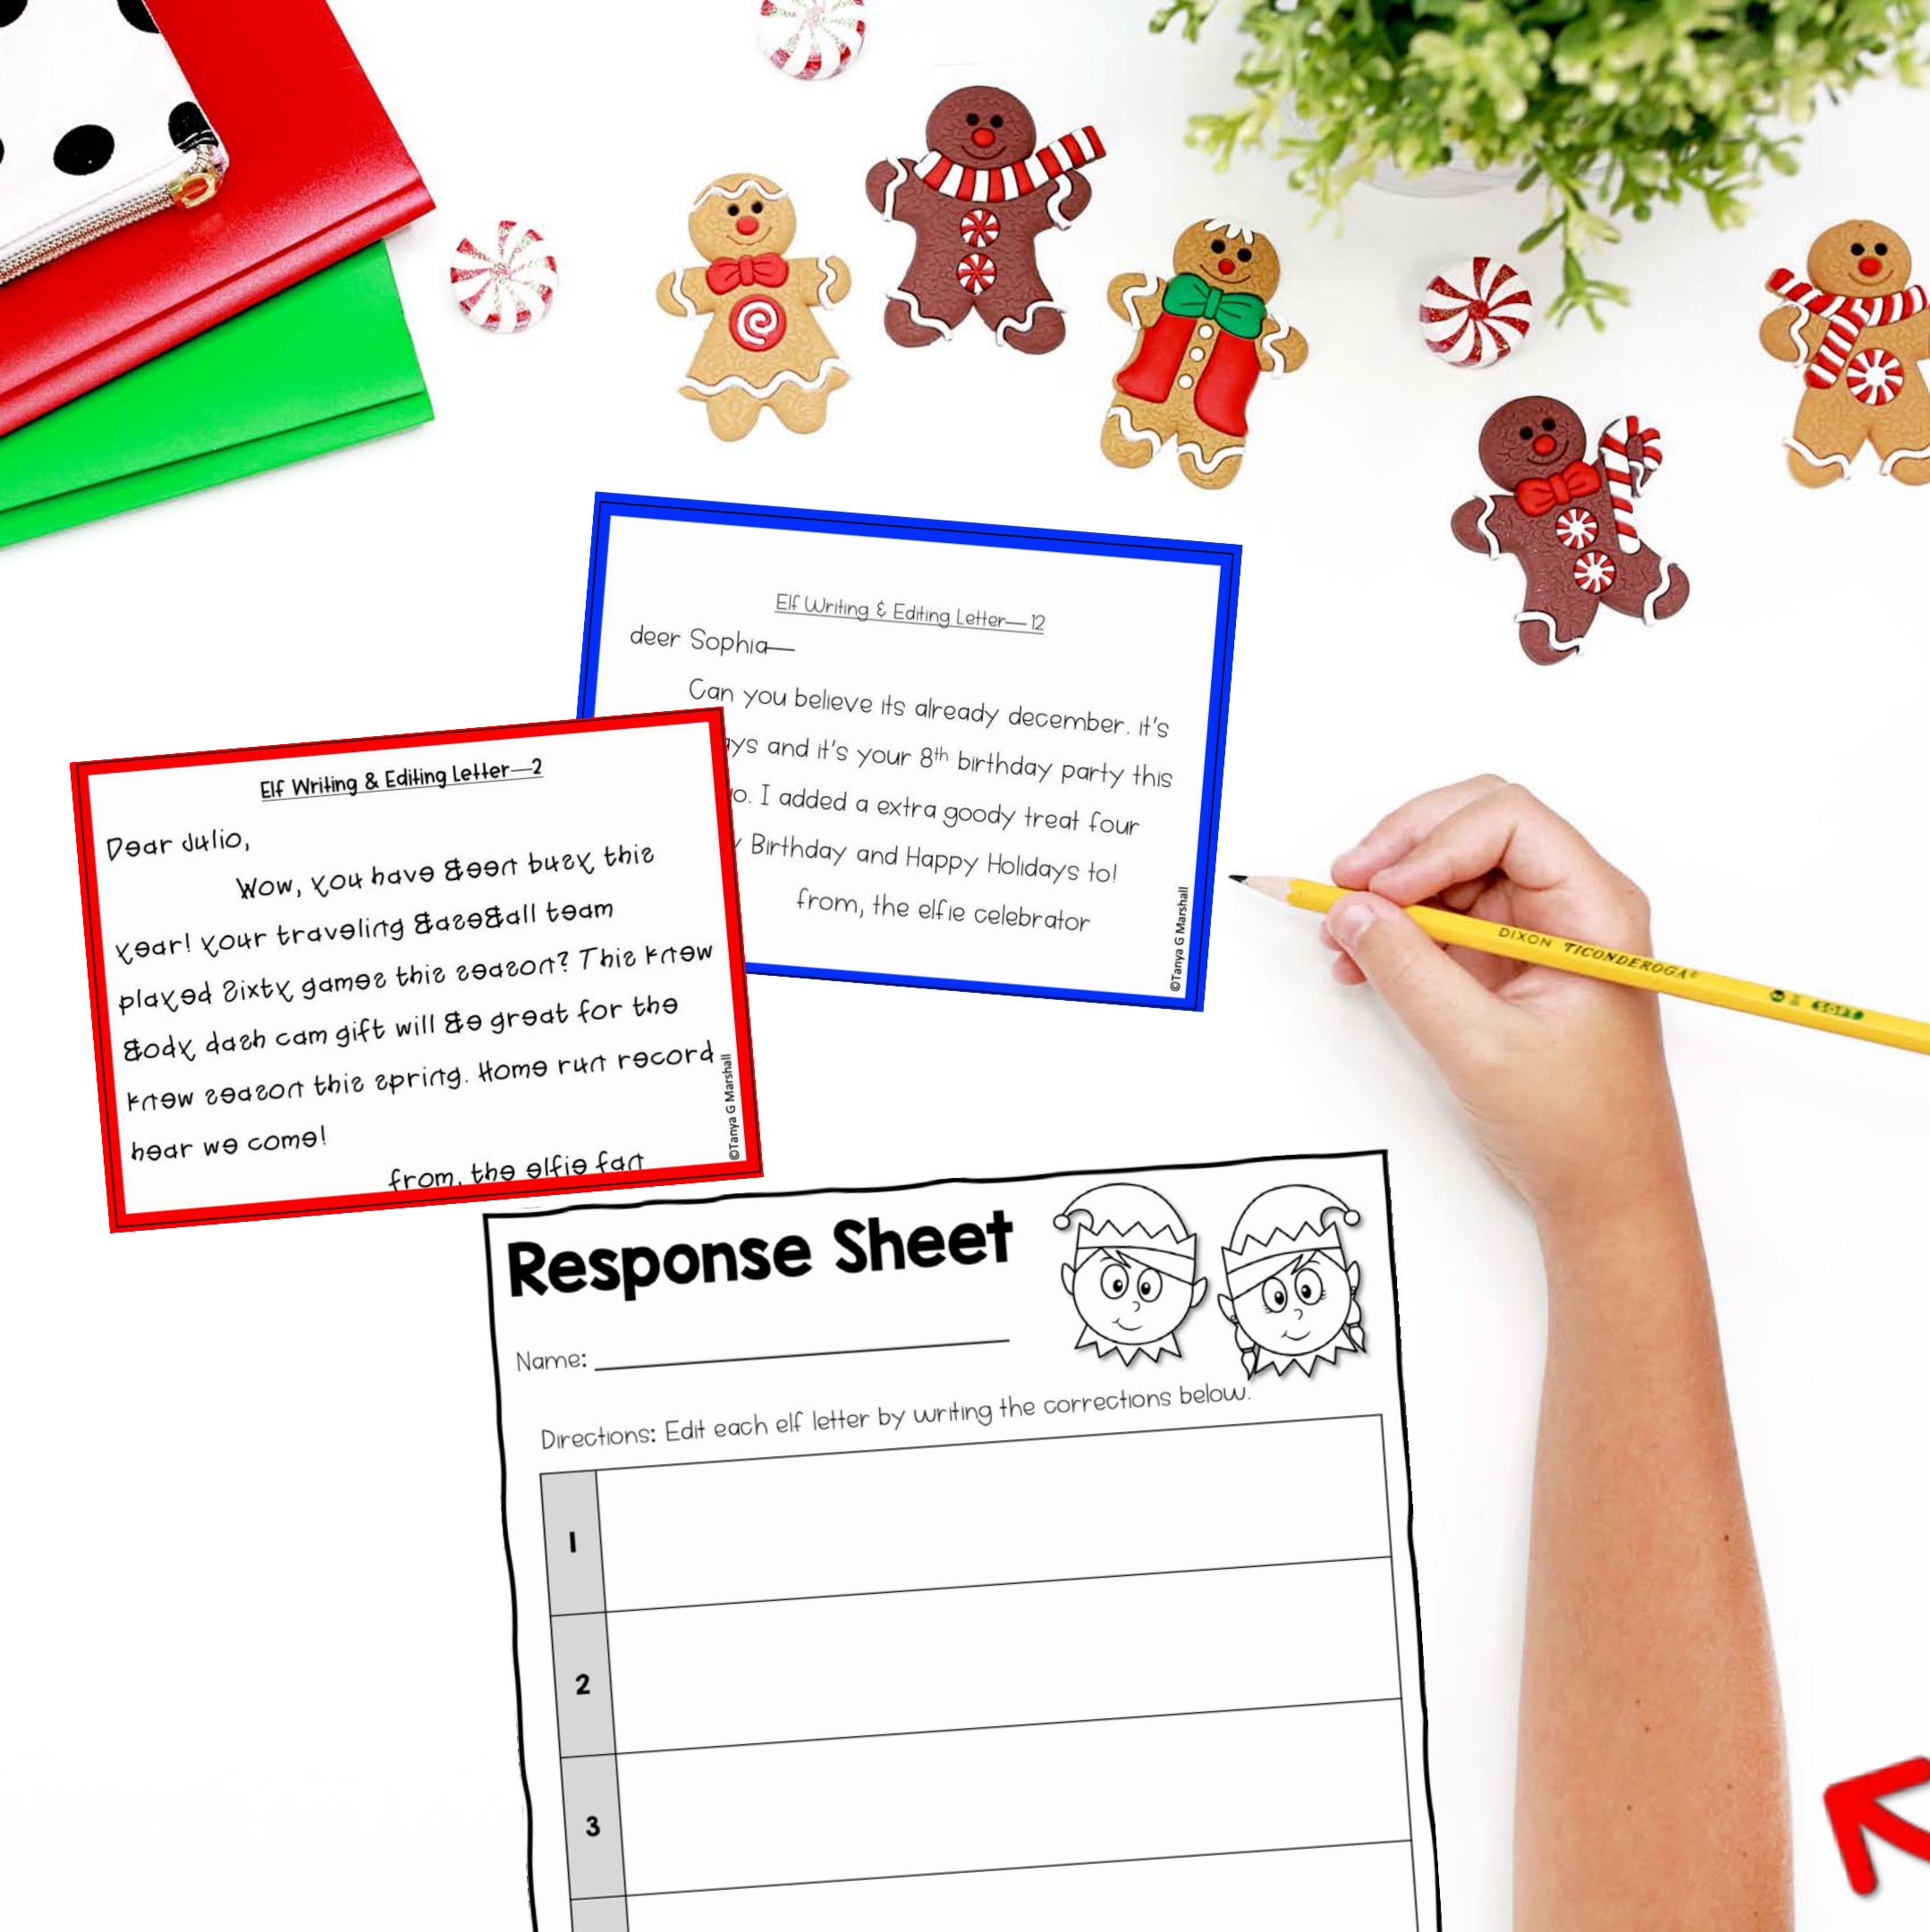 Elf Writing & Editing Letter—12
deer Sophia—
Can you believe its already december. it's
and it's your 8th birthday party this
I added a extra goody treat four
Birthday and Happy Holidays to!
from, the elfie celebrator
©Tanya G Marshall
Elf Writing & Editing Letter—2
Dear Julio,
Wow, you have been busy this
year! your traveling baseball team
played Sixty games this season? This knew
body dash cam gift will be great for the
knew season this spring. Home run record
hear we come!
from, the elfie fan
©Tanya G Marshall
DIXON TICONDEROGA® SOFT
Response Sheet
Name:
Directions: Edit each elf letter by writing the corrections below.
1
2
3